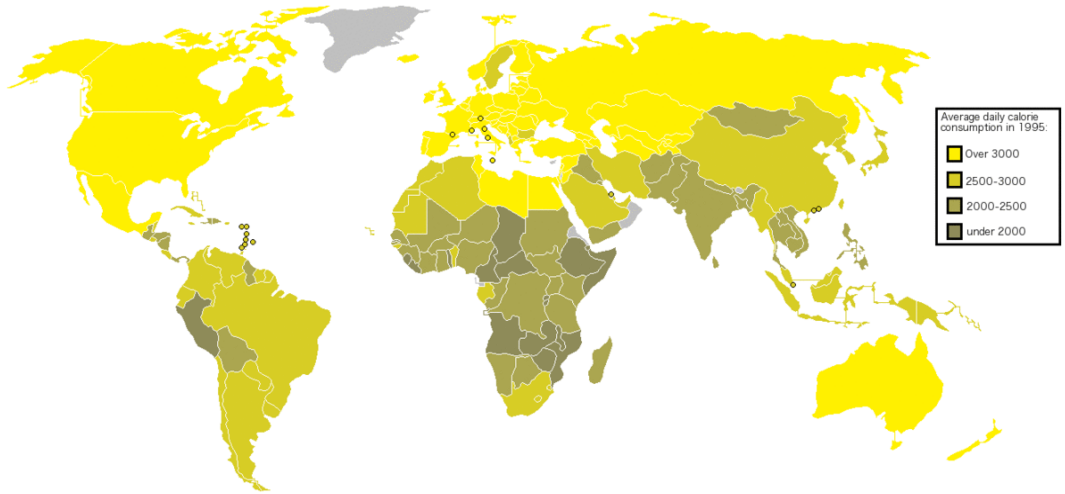 Average daily calorie
consumption in 1995:
Over 3000
2500-3000
2000-2500
under 2000